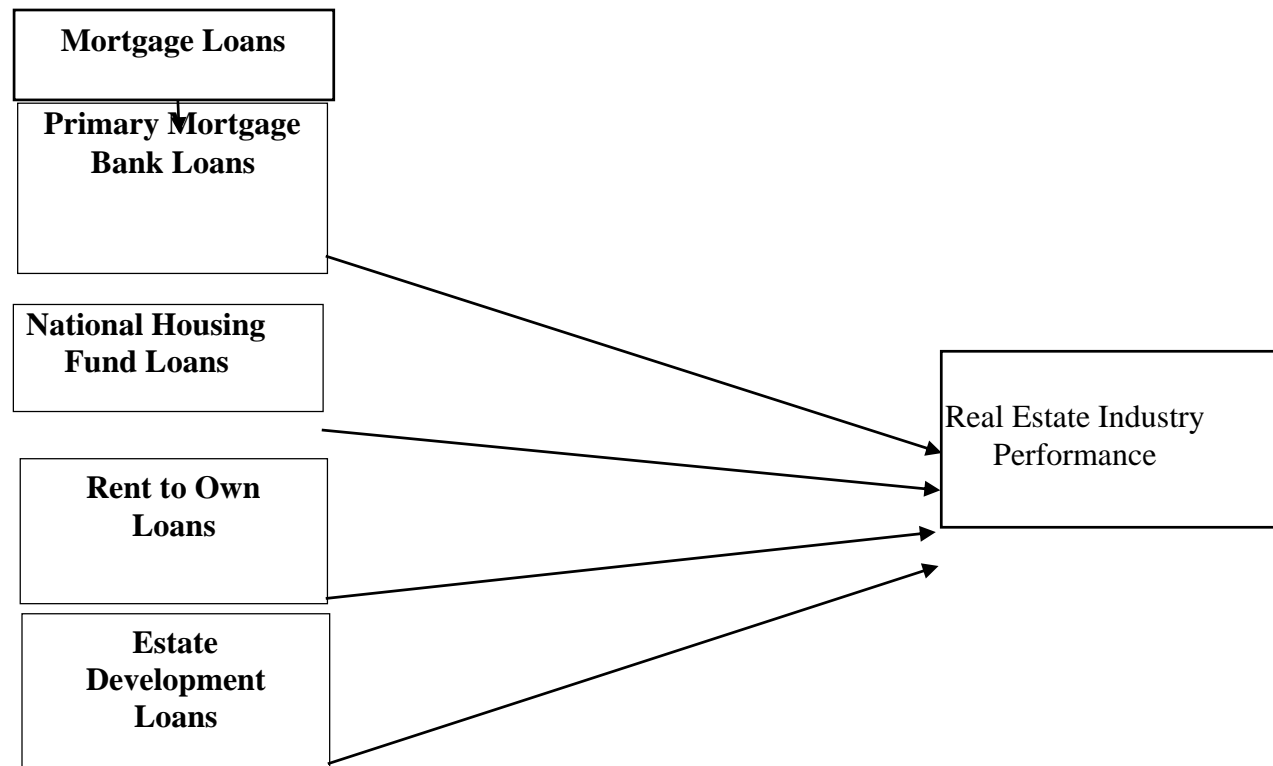 Mortgage Loans
Primary Mortgage
Bank Loans
National Housing
Fund Loans
Rent to Own
Loans
Estate
Development
Loans
Real Estate Industry
Performance